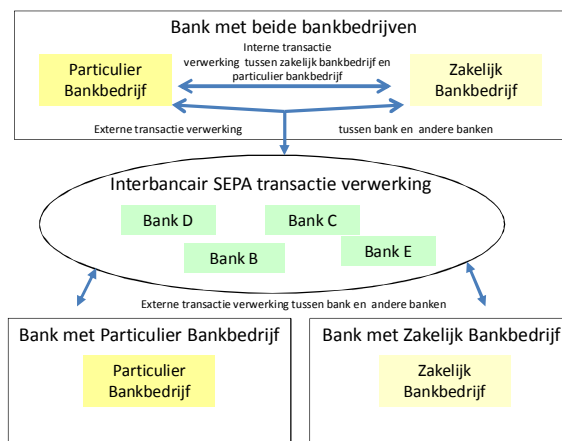 Bank met beide bankbedrijven
Interne transactie
verwerking tussen zakelijk bankbedrijf en
particulier bankbedrijf
Particulier
Bankbedrijf
Zakelijk
Bankbedrijf
Externe transactie verwerking
tussen bank en andere banken
Interbancair SEPA transactie verwerking
Bank D
Bank C
Bank B
Bank E
Externe transactie verwerking tussen bank en andere banken
Bank met Particulier Bankbedrijf
Particulier
Bankbedrijf
Bank met Zakelijk Bankbedrijf
Zakelijk
Bankbedrijf